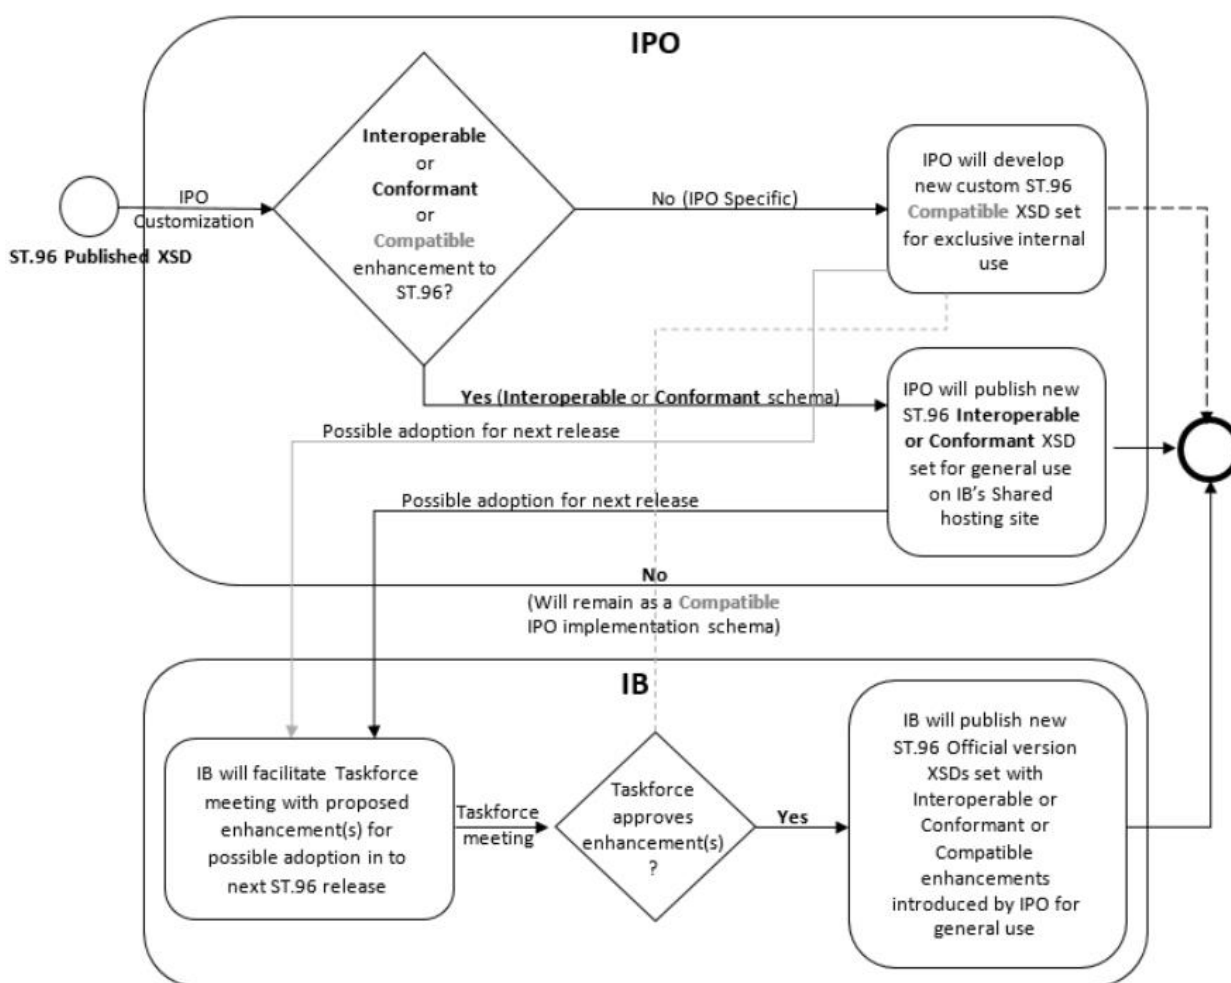 IPO
Interoperable
or
Conformant
or
Compatible
enhancement to
ST.96?
IPO
Customization
ST.96 Published XSD
No (IPO Specific)
IPO will develop
new custom ST.96
Compatible XSD set
for exclusive internal
use
Yes (Interoperable or Conformant schema)
IPO will publish new
ST.96 Interoperable
or Conformant XSD
set for general use
on IB's Shared
hosting site
Possible adoption for next release
Possible adoption for next release
No
(Will remain as a Compatible
IPO implementation schema)
IB
IB will facilitate Taskforce
meeting with proposed
enhancement(s) for
possible adoption in to
next ST.96 release
Taskforce
meeting
Taskforce
approves
enhancement(s)
?
Yes
IB will publish new
ST.96 Official version
XSDs set with
Interoperable or
Conformant or
Compatible
enhancements
introduced by IPO for
general use